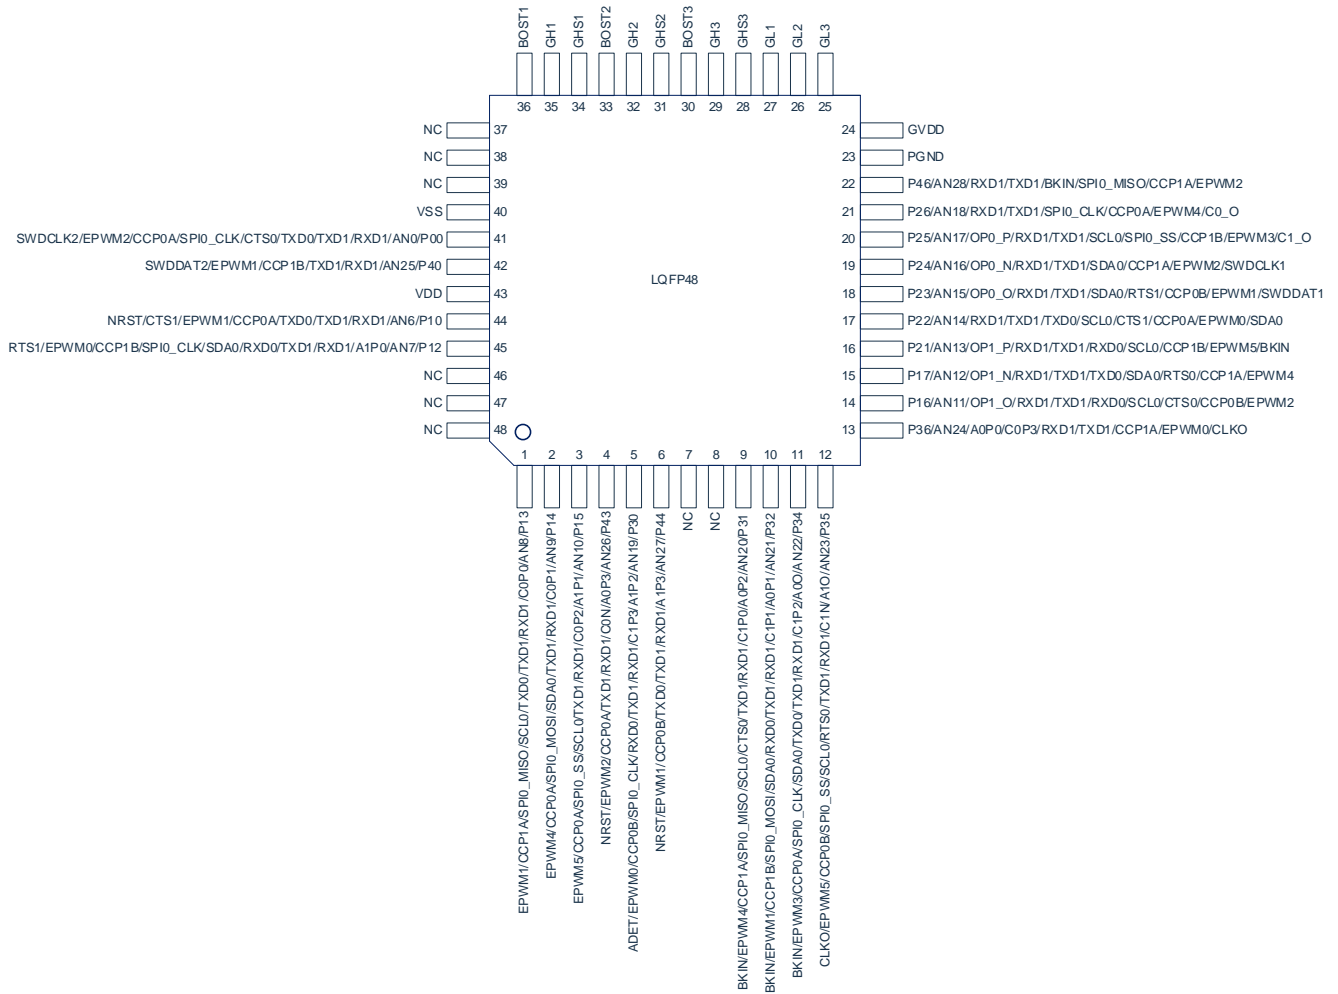 BOST1
GH1
GHS1
BOST2
GH2
GHS2
BOST3
GH3
GHS3
GL1
GL2
GL3
36 35 34 33 32 31 30 29 28 27 26 25
NC 37
NC 38
NC 39
VSS 40
SWDCLK2/EPWM2/CCP0A/SPI0_CLK/CTS0/TXD0/TXD1/RXD1/AN0/P00 41
SWDDAT2/EPWM1/CCP1B/TXD1/RXD1/AN25/P40 42
VDD 43
NRST/CTS1/EPWM1/CCP0A/TXD0/TXD1/RXD1/AN6/P10 44
RTS1/EPWM0/CCP1B/SPI0_CLK/SDA0/RXD0/TXD1/RXD1/A1P0/AN7/P12 45
NC 46
NC 47
NC 48
LQFP48
24 GVDD
23 PGND
22 P46/AN28/RXD1/TXD1/BKIN/SPI0_MISO/CCP1A/EPWM2
21 P26/AN18/RXD1/TXD1/SPI0_CLK/CCP0A/EPWM4/C0_O
20 P25/AN17/OP0_P/RXD1/TXD1/SCL0/SPI0_SS/CCP1B/EPWM3/C1_O
19 P24/AN16/OP0_N/RXD1/TXD1/SDA0/CCP1A/EPWM2/SWDCLK1
18 P23/AN15/OP0_O/RXD1/TXD1/SDA0/RTS1/CCP0B/EPWM1/SWDDAT1
17 P22/AN14/RXD1/TXD1/TXD0/SCL0/CTS1/CCP0A/EPWM0/SDA0
16 P21/AN13/OP1_P/RXD1/TXD1/RXD0/SCL0/CCP1B/EPWM5/BKIN
15 P17/AN12/OP1_N/RXD1/TXD1/TXD0/SDA0/RTS0/CCP1A/EPWM4
14 P16/AN11/OP1_O/RXD1/TXD1/RXD0/SCL0/CTS0/CCP0B/EPWM2
13 P36/AN24/A0P0/C0P3/RXD1/TXD1/CCP1A/EPWM0/CLKO
1 2 3 4 5 6 7 8 9 10 11 12
EPWM1/CCP1A/SPI0_MISO/SCL0/TXD0/TXD1/RXD1/C0P0/AN8/P13
EPWM4/CCP0A/SPI0_MOSI/SDA0/TXD1/RXD1/C0P1/AN9/P14
EPWM5/CCP0A/SPI0_SS/SCL0/TXD1/RXD1/C0P2/A1P1/AN10/P15
NRST/EPWM2/CCP0A/TXD1/RXD1/C0N/A0P3/AN26/P43
ADET/EPWM0/CCP0B/SPI0_CLK/RXD0/TXD1/RXD1/C1P3/A1P2/AN19/P30
NRST/EPWM1/CCP0B/TXD0/TXD1/RXD1/A1P3/AN27/P44
NC
NC
BKIN/EPWM4/CCP1A/SPI0_MISO/SCL0/CTS0/TXD1/RXD1/C1P0/A0P2/AN20/P31
BKIN/EPWM1/CCP1B/SPI0_MOSI/SDA0/RXD0/TXD1/RXD1/C1P1/A0P1/AN21/P32
BKIN/EPWM3/CCP0A/SPI0_CLK/SDA0/TXD0/TXD1/RXD1/C1P2/A0O/AN22/P34
CLKO/EPWM5/CCP0B/SPI0_SS/SCL0/RTS0/TXD1/RXD1/C1N/A1O/AN23/P35